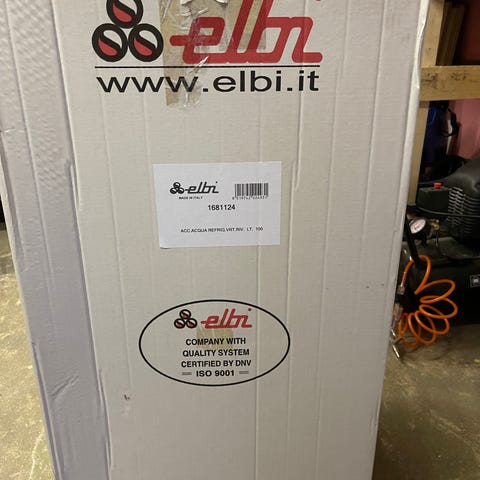 elbi
www.elbi.it
elbi
MADE IN ITALY
1681124
ACC.ACQUA REFRIG.VRT.INV. LT. 100
elbi
COMPANY WITH
QUALITY SYSTEM
CERTIFIED BY DNV
ISO 9001